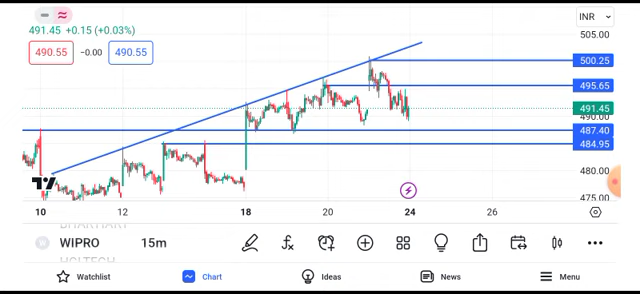 INR
491.45 +0.15 (+0.03%)
505.00
490.55 −0.00 490.55
500.25
495.65
491.45
490.00
487.40
484.95
480.00
475.00
10 12 18 20 24 26
WIPRO 15m
Watchlist Chart Ideas News Menu